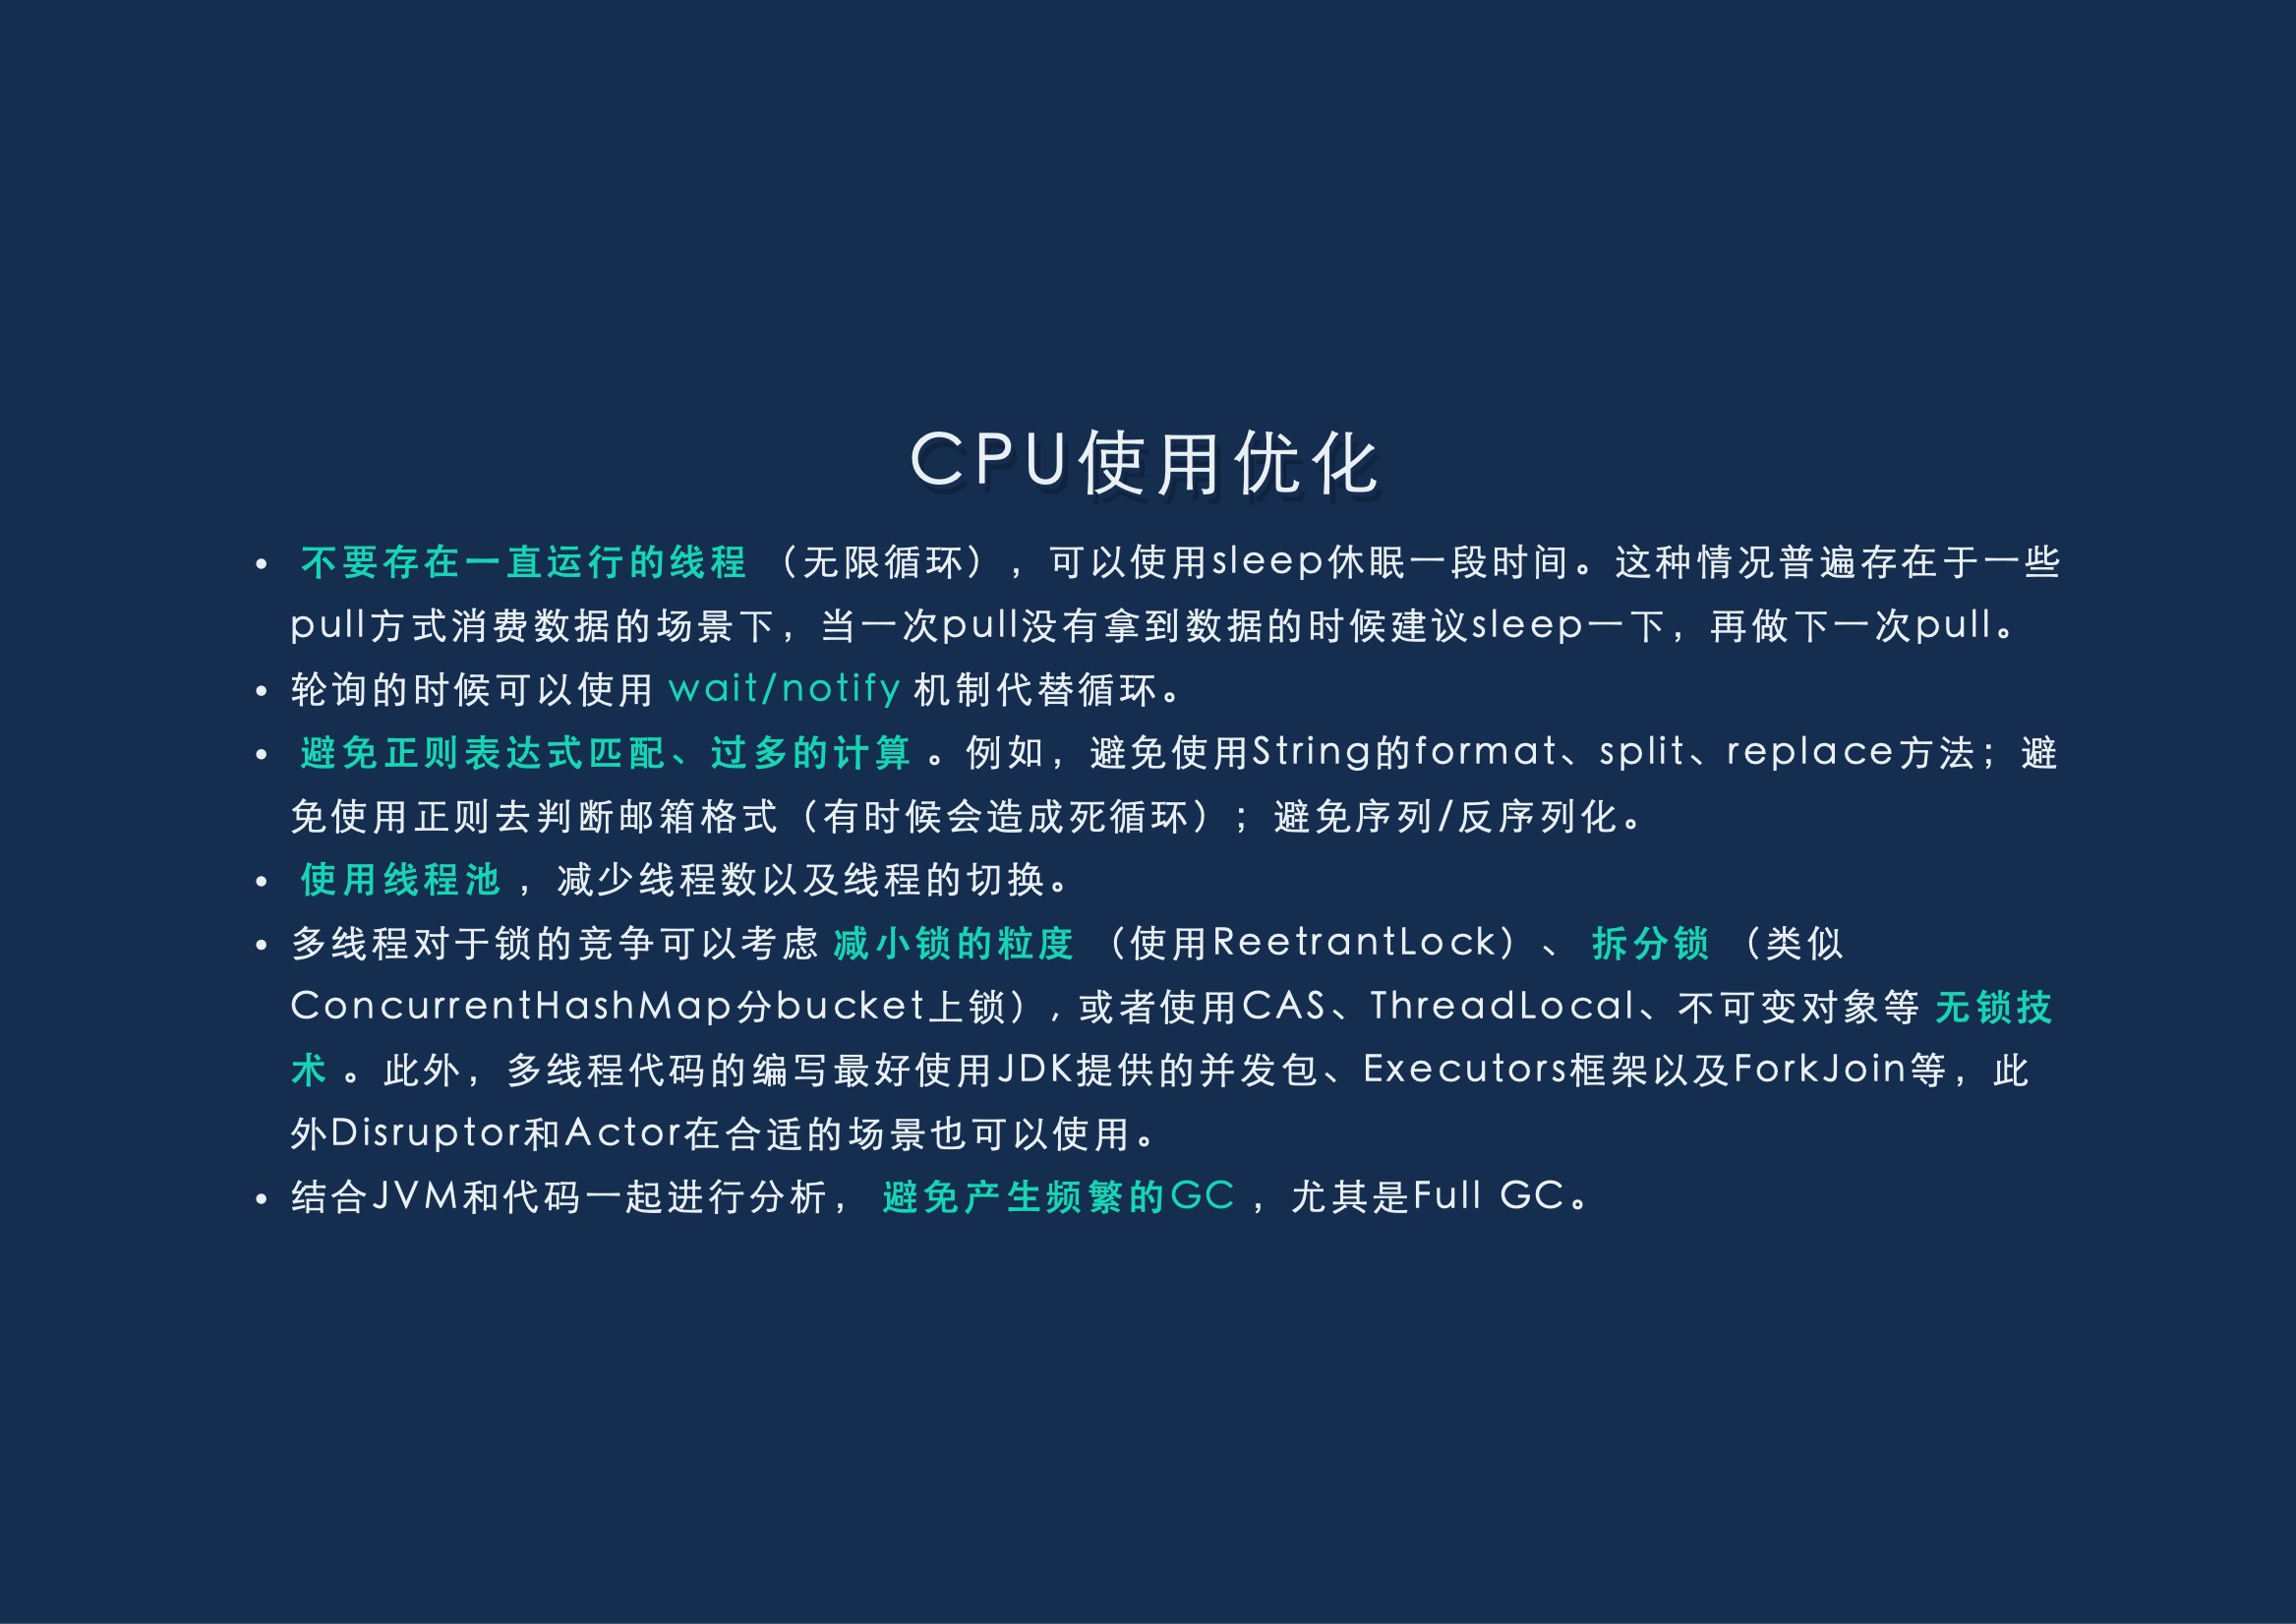 CPU使用优化
• 不要存在一直运行的线程 （无限循环），可以使用sleep休眠一段时间。这种情况普遍存在于一些
pull方式消费数据的场景下，当一次pull没有拿到数据的时候建议sleep一下，再做下一次pull。
• 轮询的时候可以使用 wait/notify 机制代替循环。
• 避免正则表达式匹配、过多的计算 。例如，避免使用String的format、split、replace方法；避
免使用正则去判断邮箱格式（有时候会造成死循环）；避免序列/反序列化。
• 使用线程池 ，减少线程数以及线程的切换。
• 多线程对于锁的竞争可以考虑 减小锁的粒度 （使用ReetrantLock）、 拆分锁 （类似
ConcurrentHashMap分bucket上锁）, 或者使用CAS、ThreadLocal、不可变对象等 无锁技
术 。此外，多线程代码的编写最好使用JDK提供的并发包、Executors框架以及ForkJoin等，此
外Disruptor和Actor在合适的场景也可以使用。
• 结合JVM和代码一起进行分析， 避免产生频繁的GC ，尤其是Full GC。